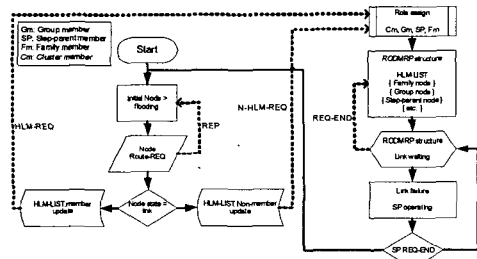 Gm: Group member
SP: Step-parent member
Fm: Family member
Cm: Cluster member
Start
Initial Node >
flooding
REP
Node
Route-REQ
HLM-REQ
N-HLM-REQ
HLM-LIST member
update
Node state =
link
HLM-LIST Non-member
update
Role assign
Cm, Gm, SP, Fm
RODMRP structure
HLM-LIST
{ Family node }
{ Group node }
{ Step-parent node }
{ etc. }
REQ-END
RODMRP structure
Link waiting
Link failure
SP operating
SP REQ-END